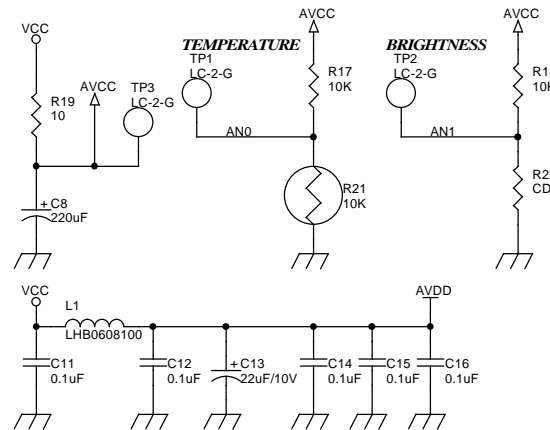 VCC
AVCC
TP3
LC-2-G
R19
10
C8
220uF
TEMPERATURE
TP1
LC-2-G
AVCC
R17
10K
AN0
R21
10K
BRIGHTNESS
TP2
LC-2-G
AVCC
10K
AN1
VCC
L1
LHB0608100
AVDD
C11
0.1uF
C12
0.1uF
C13
22uF/10V
C14
0.1uF
C15
0.1uF
C16
0.1uF